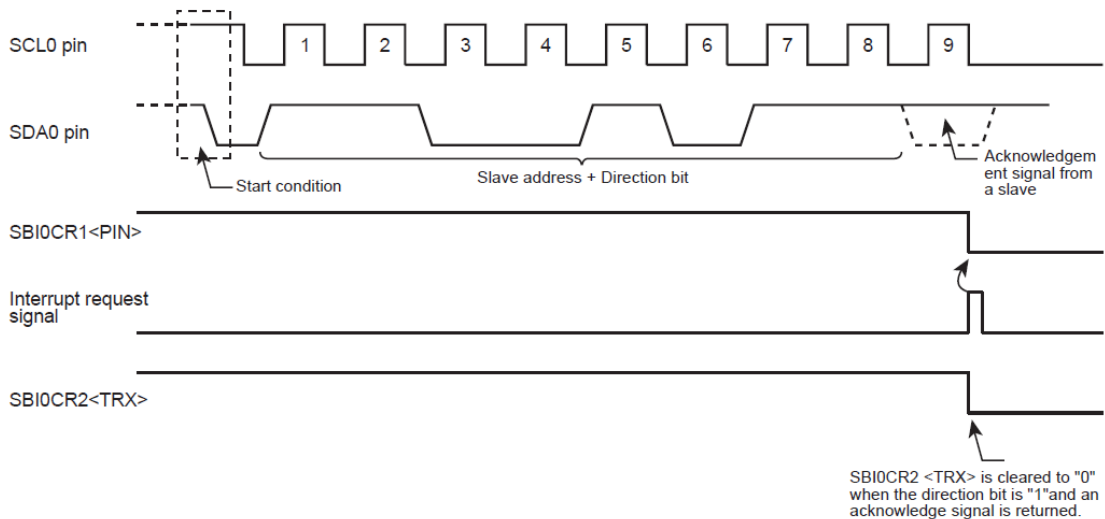 SCL0 pin
1 2 3 4 5 6 7 8 9
SDA0 pin
Start condition
Slave address + Direction bit
Acknowledgem
ent signal from
a slave
SBI0CR1<PIN>
Interrupt request
signal
SBI0CR2<TRX>
SBI0CR2 <TRX> is cleared to "0"
when the direction bit is "1"and an
acknowledge signal is returned.